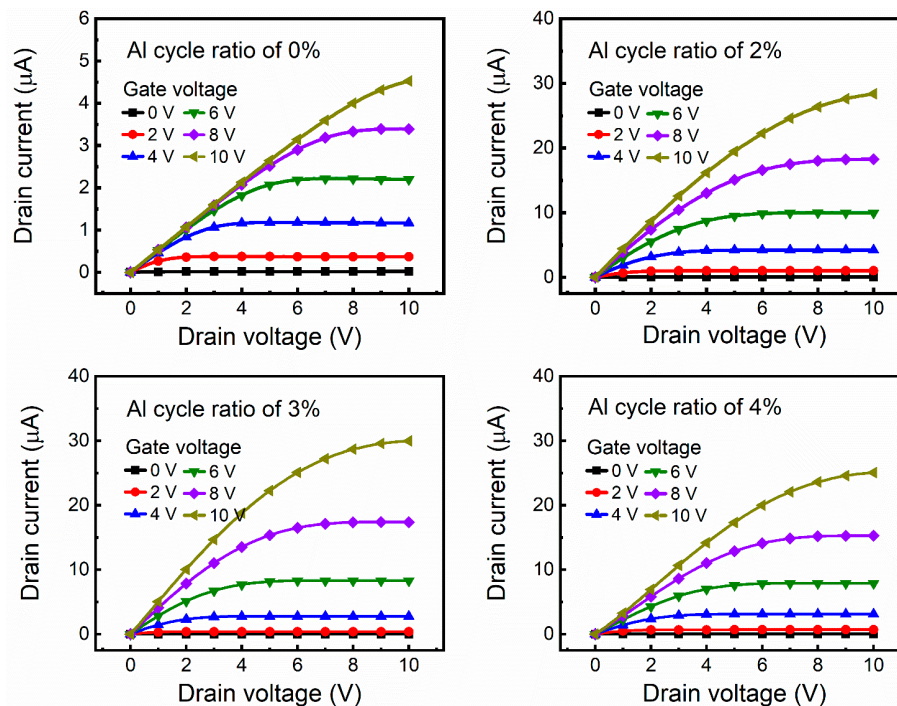 Al cycle ratio of 0%
Gate voltage
0 V 6 V
2 V 8 V
4 V 10 V
Drain current (μA)
6
5
4
3
2
1
0
0 2 4 6 8 10
Drain voltage (V)
Al cycle ratio of 2%
Gate voltage
0 V 6 V
2 V 8 V
4 V 10 V
Drain current (μA)
40
30
20
10
0
0 2 4 6 8 10
Drain voltage (V)
Al cycle ratio of 3%
Gate voltage
0 V 6 V
2 V 8 V
4 V 10 V
Drain current (μA)
40
30
20
10
0
0 2 4 6 8 10
Drain voltage (V)
Al cycle ratio of 4%
Gate voltage
0 V 6 V
2 V 8 V
4 V 10 V
Drain current (μA)
40
30
20
10
0
0 2 4 6 8 10
Drain voltage (V)